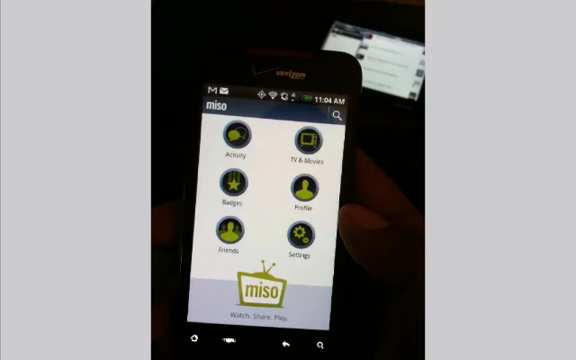 verizon
11:04 AM
miso
Activity
TV & Movies
Badges
Profile
Friends
Settings
miso
Watch. Share. Play.